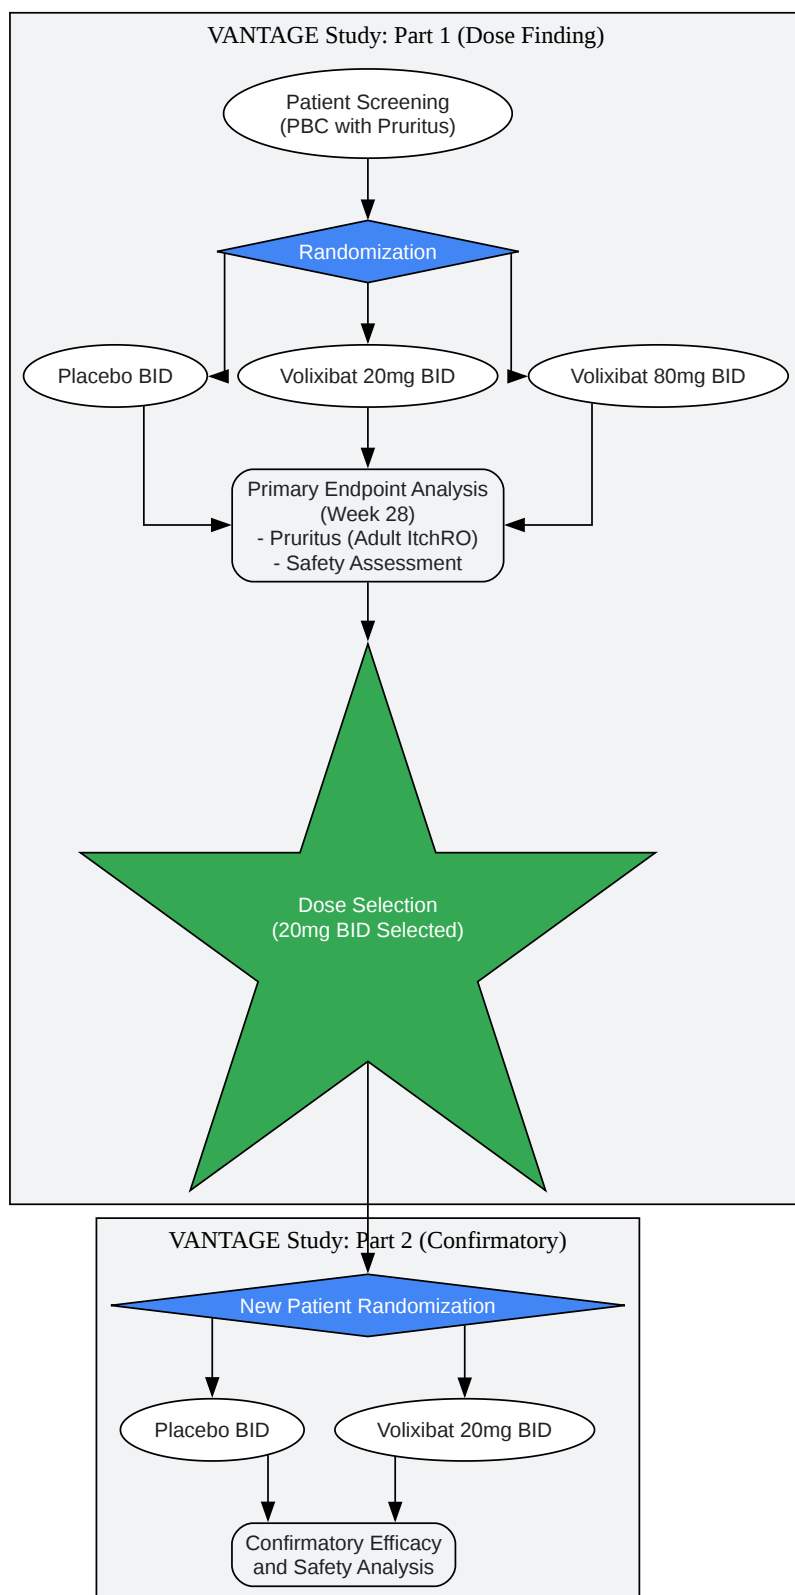 VANTAGE Study: Part 1 (Dose Finding)
Patient Screening
(PBC with Pruritus)
Randomization
Placebo BID
Volixibat 20mg BID
Volixibat 80mg BID
Primary Endpoint Analysis
(Week 28)
- Pruritus (Adult ItchRO)
- Safety Assessment
Dose Selection
(20mg BID Selected)
VANTAGE Study: Part 2 (Confirmatory)
New Patient Randomization
Placebo BID
Volixibat 20mg BID
Confirmatory Efficacy
and Safety Analysis